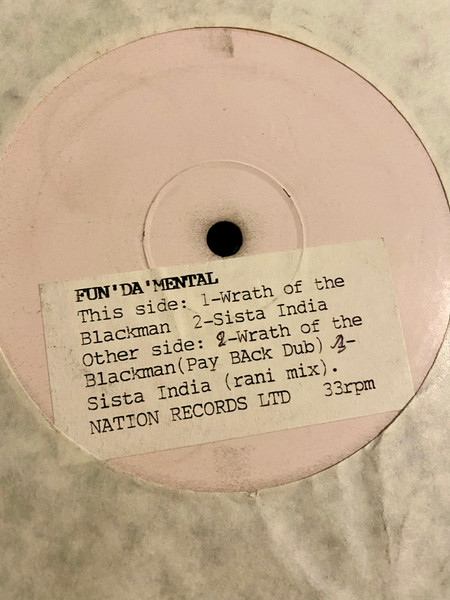 FUN'DA'MENTAL
This side: 1-Wrath of the
Blackman 2-Sista India
Other side: 2-Wrath of the
Blackman(Pay BAck Dub) 1-
Sista India (rani mix).
NATION RECORDS LTD 33rpm